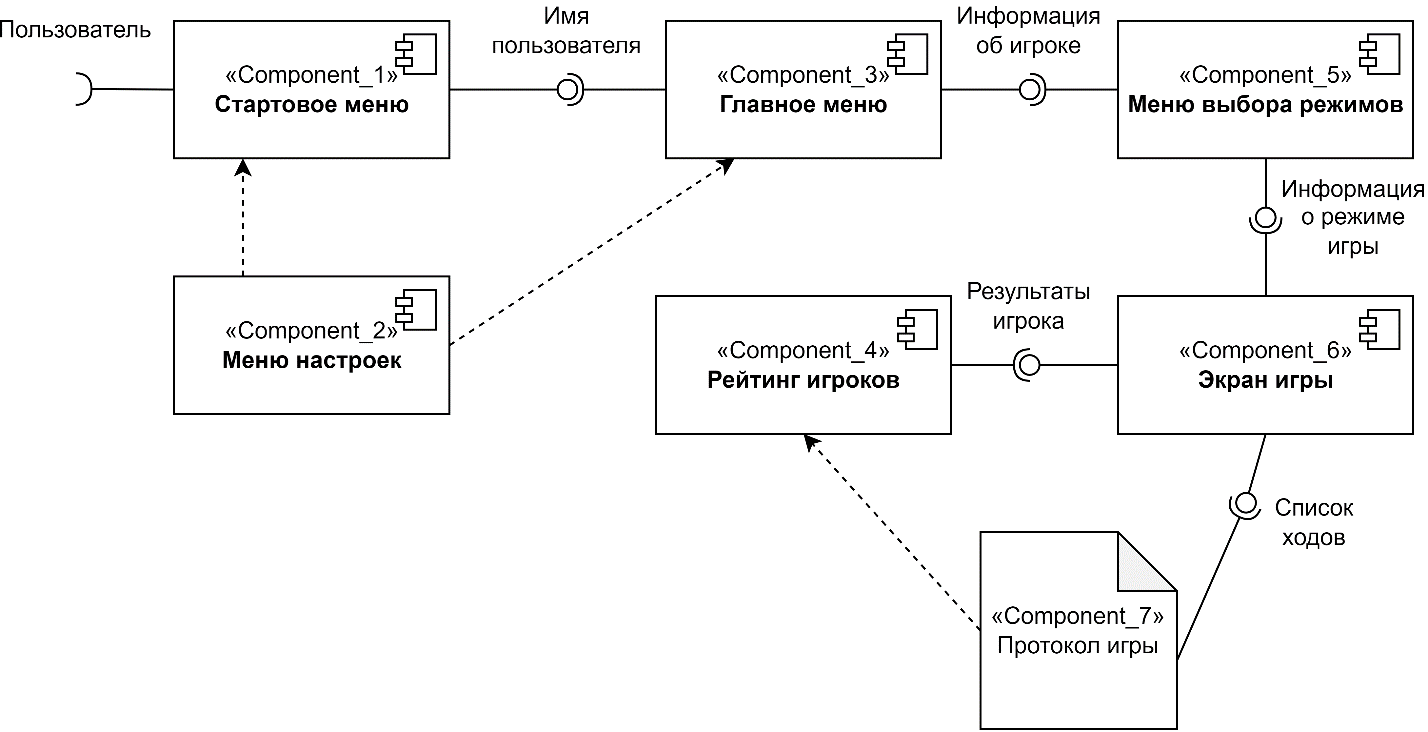 Пользователь
«Component_1»
Стартовое меню
Имя
пользователя
«Component_3»
Главное меню
Информация
об игроке
«Component_5»
Меню выбора режимов
Информация
о режиме
игры
«Component_2»
Меню настроек
«Component_4»
Рейтинг игроков
Результаты
игрока
«Component_6»
Экран игры
Список
ходов
«Component_7»
Протокол игры